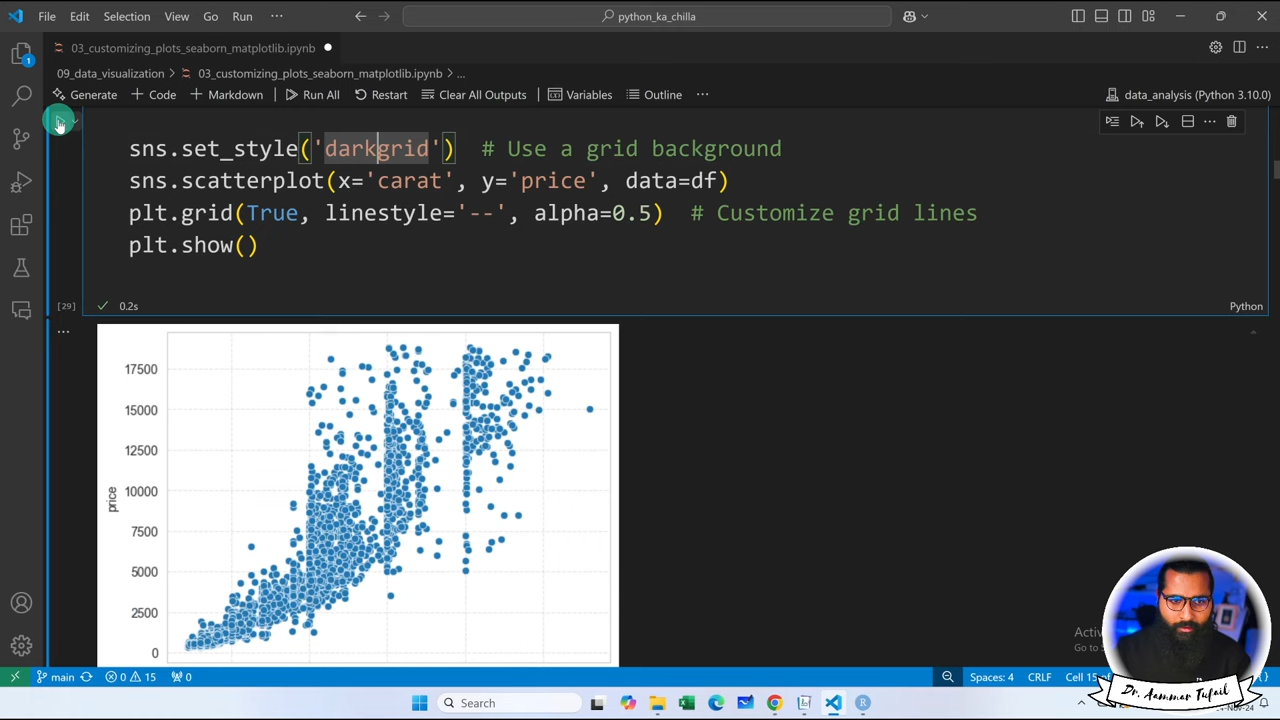 File Edit Selection View Go Run ··· python_ka_chilla
03_customizing_plots_seaborn_matplotlib.ipynb
09_data_visualization > 03_customizing_plots_seaborn_matplotlib.ipynb > ...
Generate + Code + Markdown Run All Restart Clear All Outputs Variables Outline ··· data_analysis (Python 3.10.0)
sns.set_style('darkgrid') # Use a grid background
sns.scatterplot(x='carat', y='price', data=df)
plt.grid(True, linestyle='--', alpha=0.5) # Customize grid lines
plt.show()
[29] 0.2s Python
17500
15000
12500
10000
7500
5000
2500
0
price
Dr. Aammar Tufail
main 0 15 0 Spaces: 4 CRLF
Search